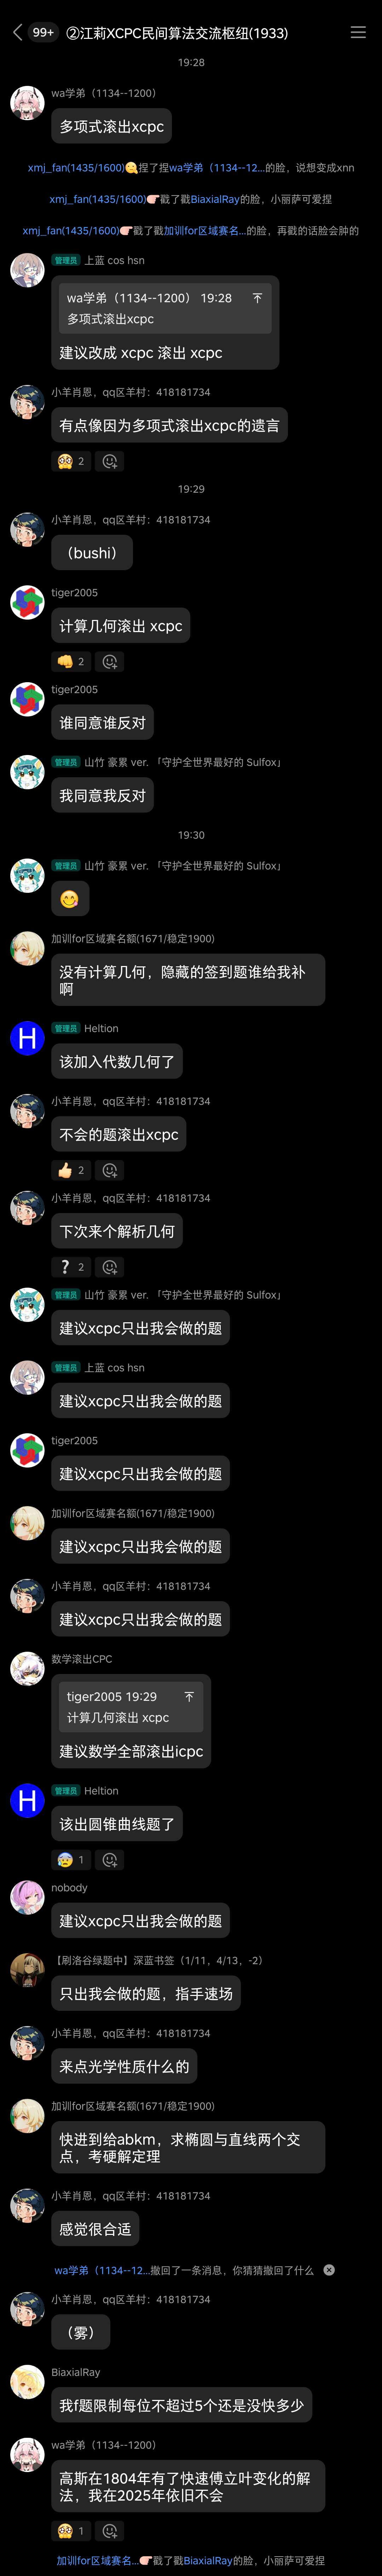 99+ ②江莉XCPC民间算法交流枢纽(1933)
19:28
wa学弟（1134--1200）
多项式滚出xcpc
xmj_fan(1435/1600)捏了捏wa学弟（1134--12...的脸，说想变成xnn
xmj_fan(1435/1600)👉🏻戳了戳BiaxialRay的脸，小丽萨可爱捏
xmj_fan(1435/1600)👉🏻戳了戳加训for区域赛名...的脸，再戳的话脸会肿的
管理员 上蓝 cos hsn
wa学弟（1134--1200） 19:28
多项式滚出xcpc
建议改成 xcpc 滚出 xcpc
小羊肖恩，qq区羊村：418181734
有点像因为多项式滚出xcpc的遗言
2
19:29
小羊肖恩，qq区羊村：418181734
（bushi）
tiger2005
计算几何滚出 xcpc
👊 2
tiger2005
谁同意谁反对
管理员 山竹 豪累 ver. 「守护全世界最好的 Sulfox」
我同意我反对
19:30
管理员 山竹 豪累 ver. 「守护全世界最好的 Sulfox」
😋
加训for区域赛名额(1671/稳定1900)
没有计算几何，隐藏的签到题谁给我补
啊
H
管理员 Heltion
该加入代数几何了
小羊肖恩，qq区羊村：418181734
不会的题滚出xcpc
👍🏻 2
小羊肖恩，qq区羊村：418181734
下次来个解析几何
❓ 2
管理员 山竹 豪累 ver. 「守护全世界最好的 Sulfox」
建议xcpc只出我会做的题
管理员 上蓝 cos hsn
建议xcpc只出我会做的题
tiger2005
建议xcpc只出我会做的题
加训for区域赛名额(1671/稳定1900)
建议xcpc只出我会做的题
小羊肖恩，qq区羊村：418181734
建议xcpc只出我会做的题
数学滚出CPC
tiger2005 19:29
计算几何滚出 xcpc
建议数学全部滚出icpc
H
管理员 Heltion
该出圆锥曲线题了
😰 1
nobody
建议xcpc只出我会做的题
【刷洛谷绿题中】深蓝书签（1/11，4/13，-2）
只出我会做的题，指手速场
小羊肖恩，qq区羊村：418181734
来点光学性质什么的
加训for区域赛名额(1671/稳定1900)
快进到给abkm，求椭圆与直线两个交
点，考硬解定理
小羊肖恩，qq区羊村：418181734
感觉很合适
wa学弟（1134--12...撤回了一条消息，你猜猜撤回了什么
小羊肖恩，qq区羊村：418181734
（雾）
BiaxialRay
我f题限制每位不超过5个还是没快多少
wa学弟（1134--1200）
高斯在1804年有了快速傅立叶变化的解
法，我在2025年依旧不会
1
加训for区域赛名...👉🏻戳了戳BiaxialRay的脸，小丽萨可爱捏